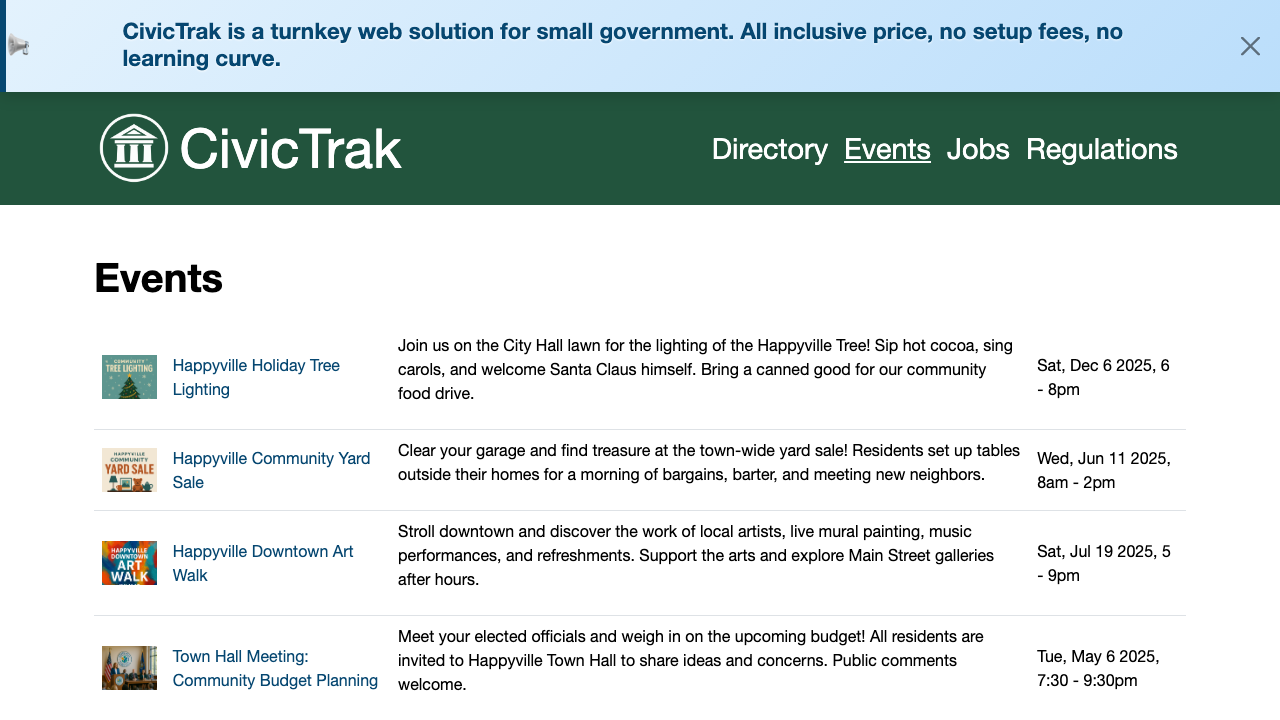 CivicTrak is a turnkey web solution for small government. All inclusive price, no setup fees, no
learning curve.
CivicTrak
Directory Events Jobs Regulations
Events
COMMUNITY
TREE LIGHTING
Happyville Holiday Tree
Lighting
Join us on the City Hall lawn for the lighting of the Happyville Tree! Sip hot cocoa, sing
carols, and welcome Santa Claus himself. Bring a canned good for our community
food drive.
Sat, Dec 6 2025, 6
- 8pm
HAPPYVILLE
COMMUNITY
YARD SALE
Happyville Community Yard
Sale
Clear your garage and find treasure at the town-wide yard sale! Residents set up tables
outside their homes for a morning of bargains, barter, and meeting new neighbors.
Wed, Jun 11 2025,
8am - 2pm
HAPPYVILLE
DOWNTOWN
ART
WALK
Happyville Downtown Art
Walk
Stroll downtown and discover the work of local artists, live mural painting, music
performances, and refreshments. Support the arts and explore Main Street galleries
after hours.
Sat, Jul 19 2025, 5
- 9pm
Town Hall Meeting:
Community Budget Planning
Meet your elected officials and weigh in on the upcoming budget! All residents are
invited to Happyville Town Hall to share ideas and concerns. Public comments
welcome.
Tue, May 6 2025,
7:30 - 9:30pm